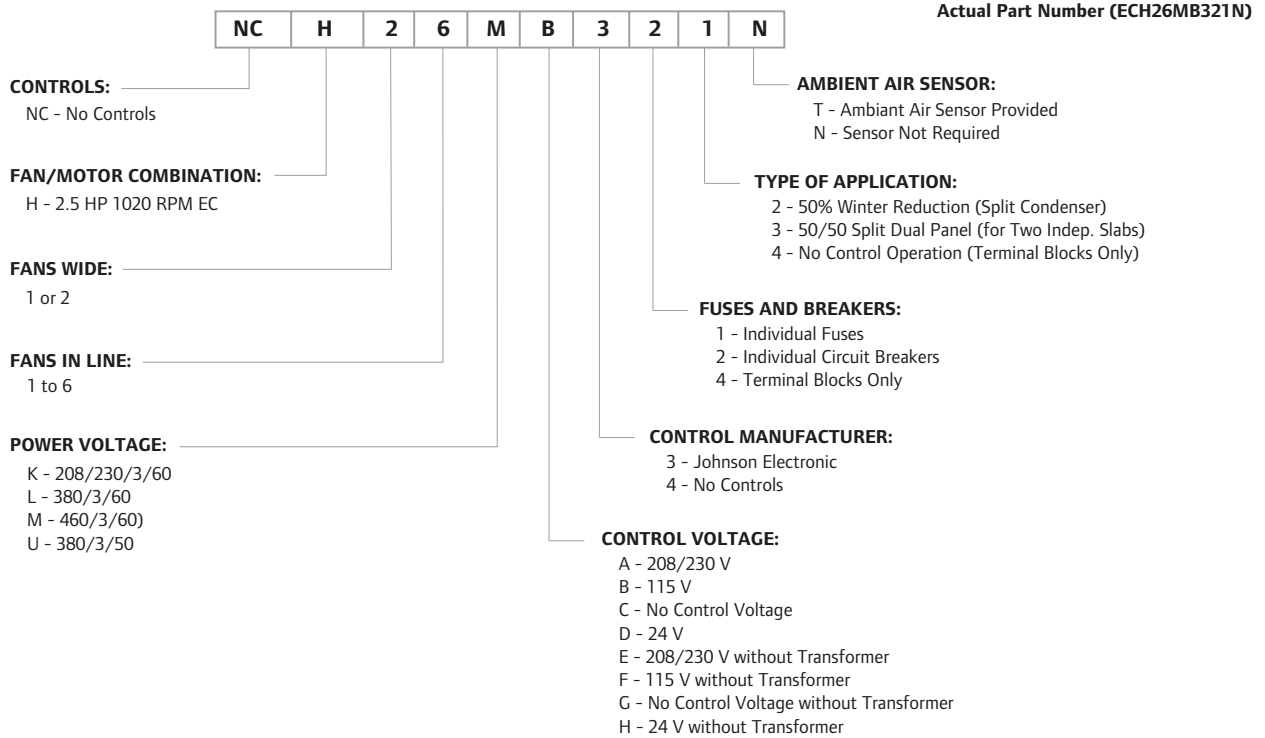 Actual Part Number (ECH26MB321N)
NC H 2 6 M B 3 2 1 N
CONTROLS:
NC - No Controls
FAN/MOTOR COMBINATION:
H - 2.5 HP 1020 RPM EC
FANS WIDE:
1 or 2
FANS IN LINE:
1 to 6
POWER VOLTAGE:
K - 208/230/3/60
L - 380/3/60
M - 460/3/60)
U - 380/3/50
AMBIENT AIR SENSOR:
T - Ambiant Air Sensor Provided
N - Sensor Not Required
TYPE OF APPLICATION:
2 - 50% Winter Reduction (Split Condenser)
3 - 50/50 Split Dual Panel (for Two Indep. Slabs)
4 - No Control Operation (Terminal Blocks Only)
FUSES AND BREAKERS:
1 - Individual Fuses
2 - Individual Circuit Breakers
4 - Terminal Blocks Only
CONTROL MANUFACTURER:
3 - Johnson Electronic
4 - No Controls
CONTROL VOLTAGE:
A - 208/230 V
B - 115 V
C - No Control Voltage
D - 24 V
E - 208/230 V without Transformer
F - 115 V without Transformer
G - No Control Voltage without Transformer
H - 24 V without Transformer